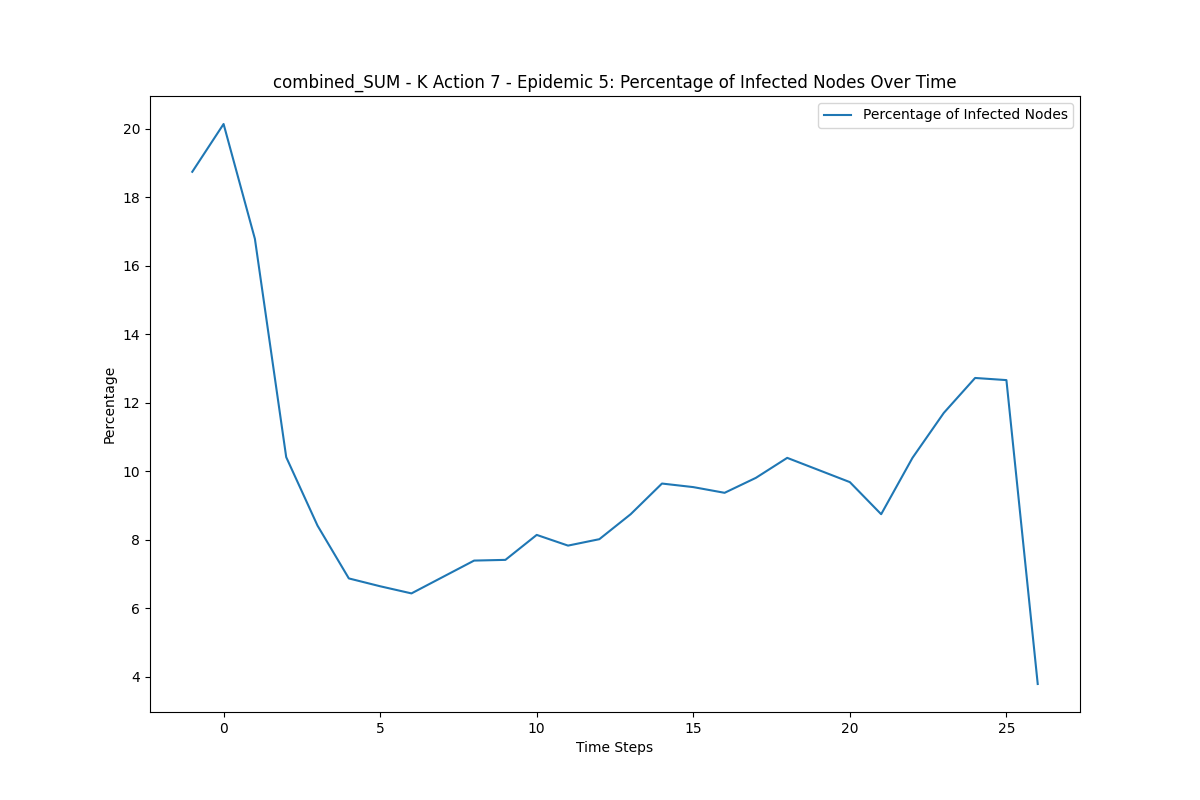 combined_SUM - K Action 7 - Epidemic 5: Percentage of Infected Nodes Over Time
Percentage of Infected Nodes
20
18
16
14
12
10
8
6
4
Percentage
0 5 10 15 20 25
Time Steps